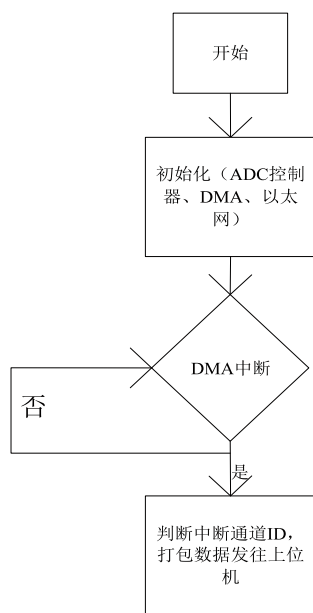 开始
初始化（ADC控制
器、DMA、以太
网）
DMA中断
否
是
判断中断通道ID，
打包数据发往上位
机